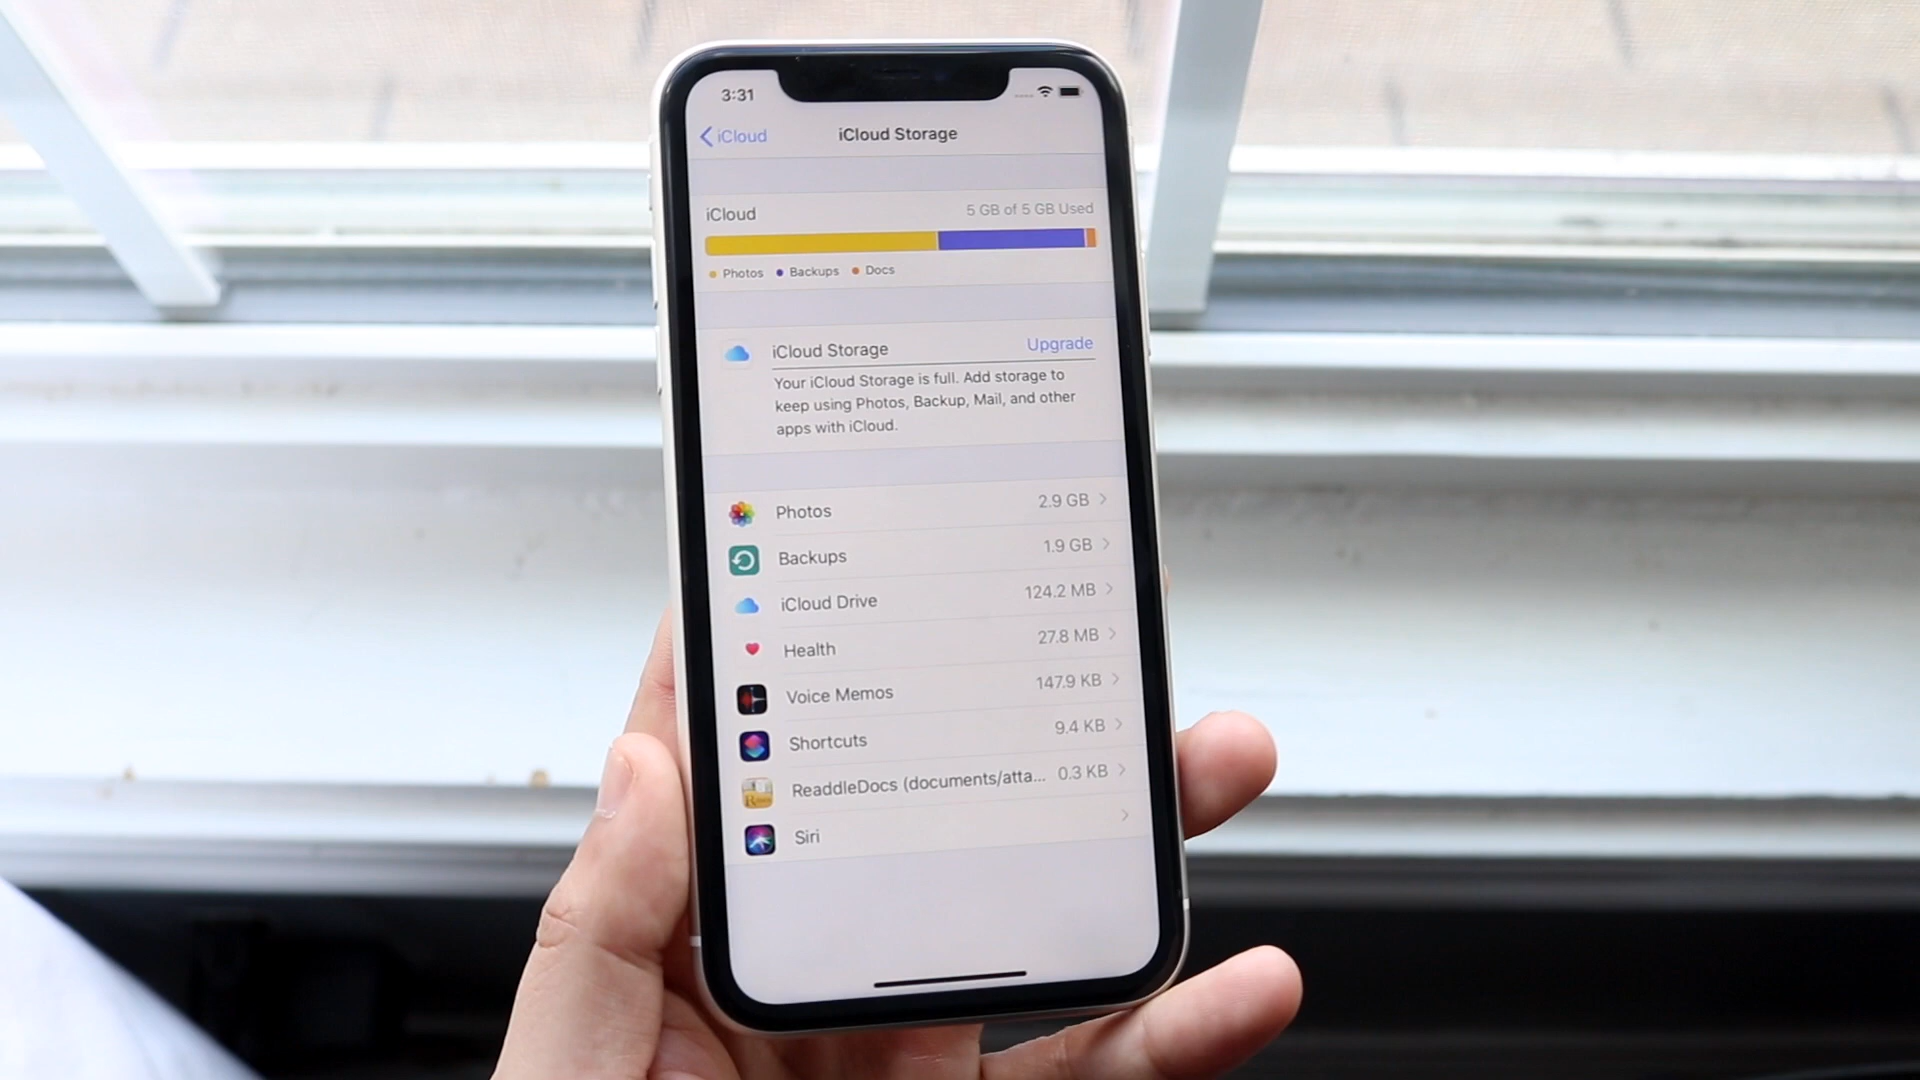 3:31
iCloud
iCloud Storage
iCloud
5 GB of 5 GB Used
Photos
Backups
Docs
iCloud Storage
Upgrade
Your iCloud Storage is full. Add storage to
keep using Photos, Backup, Mail, and other
apps with iCloud.
Photos 2.9 GB
Backups 1.9 GB
iCloud Drive 124.2 MB
Health 27.8 MB
Voice Memos 147.9 KB
Shortcuts 9.4 KB
ReaddleDocs (documents/atta... 0.3 KB
Siri